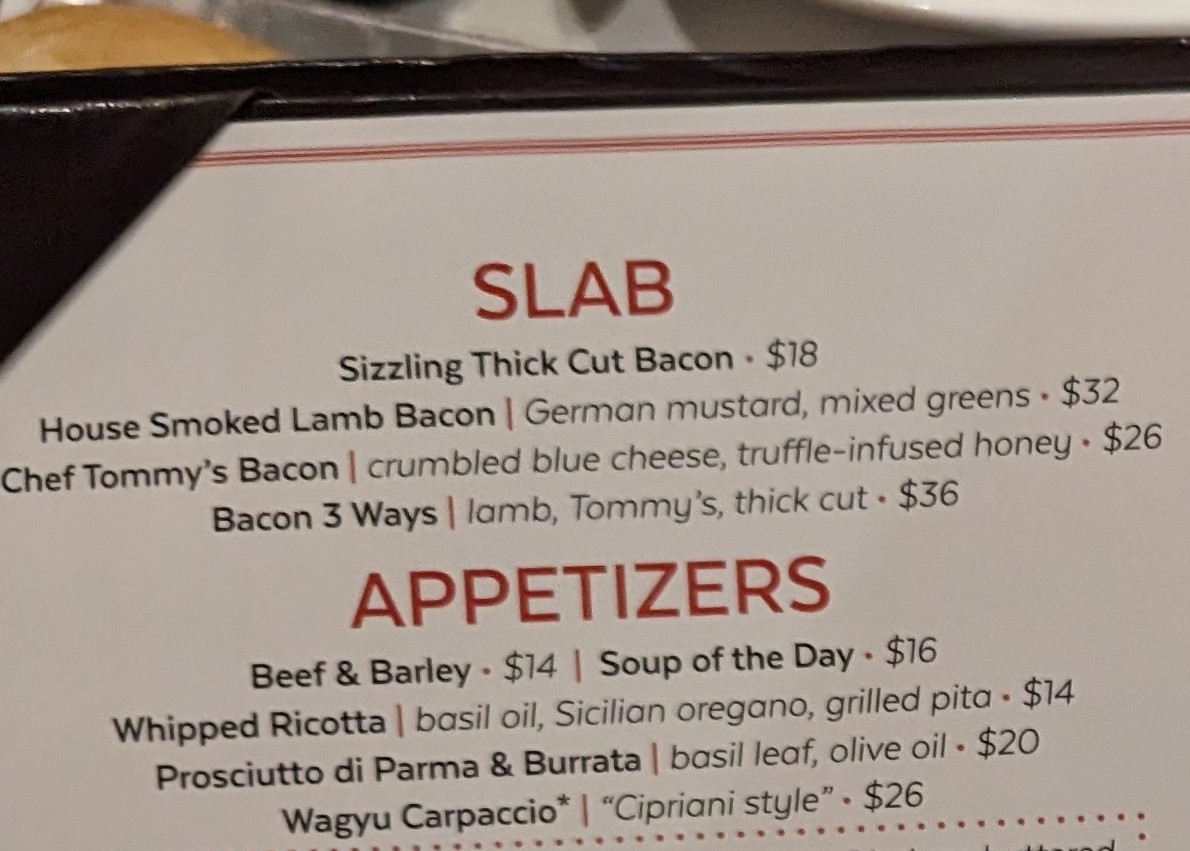 SLAB
Sizzling Thick Cut Bacon • $18
House Smoked Lamb Bacon | German mustard, mixed greens • $32
Chef Tommy's Bacon | crumbled blue cheese, truffle-infused honey • $26
Bacon 3 Ways | lamb, Tommy's, thick cut • $36
APPETIZERS
Beef & Barley • $14 | Soup of the Day • $16
Whipped Ricotta | basil oil, Sicilian oregano, grilled pita • $14
Prosciutto di Parma & Burrata | basil leaf, olive oil • $20
Wagyu Carpaccio* | “Cipriani style” • $26